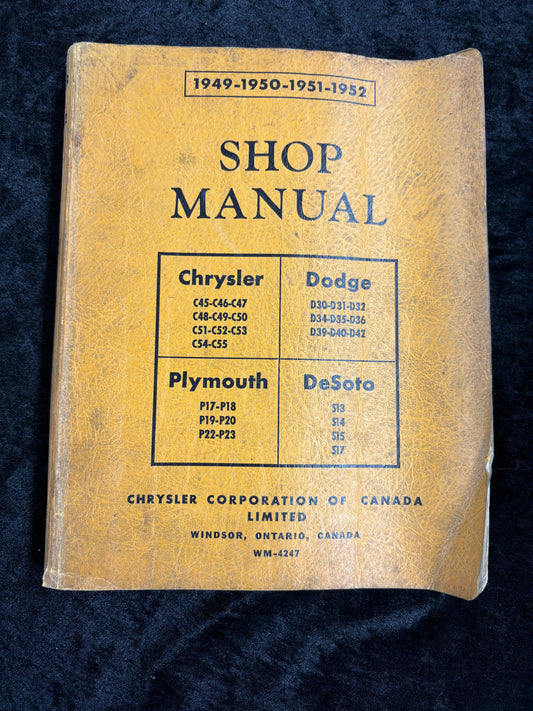 1949-1950-1951-1952
SHOP
MANUAL
Chrysler
C45-C46-C47
C48-C49-C50
C51-C52-C53
C54-C55
Dodge
D30-D31-D32
D34-D35-D36
D39-D40-D42
Plymouth
P17-P18
P19-P20
P22-P23
DeSoto
S13
S14
S15
S17
CHRYSLER CORPORATION OF CANADA
LIMITED
WINDSOR, ONTARIO, CANADA
WM-4247